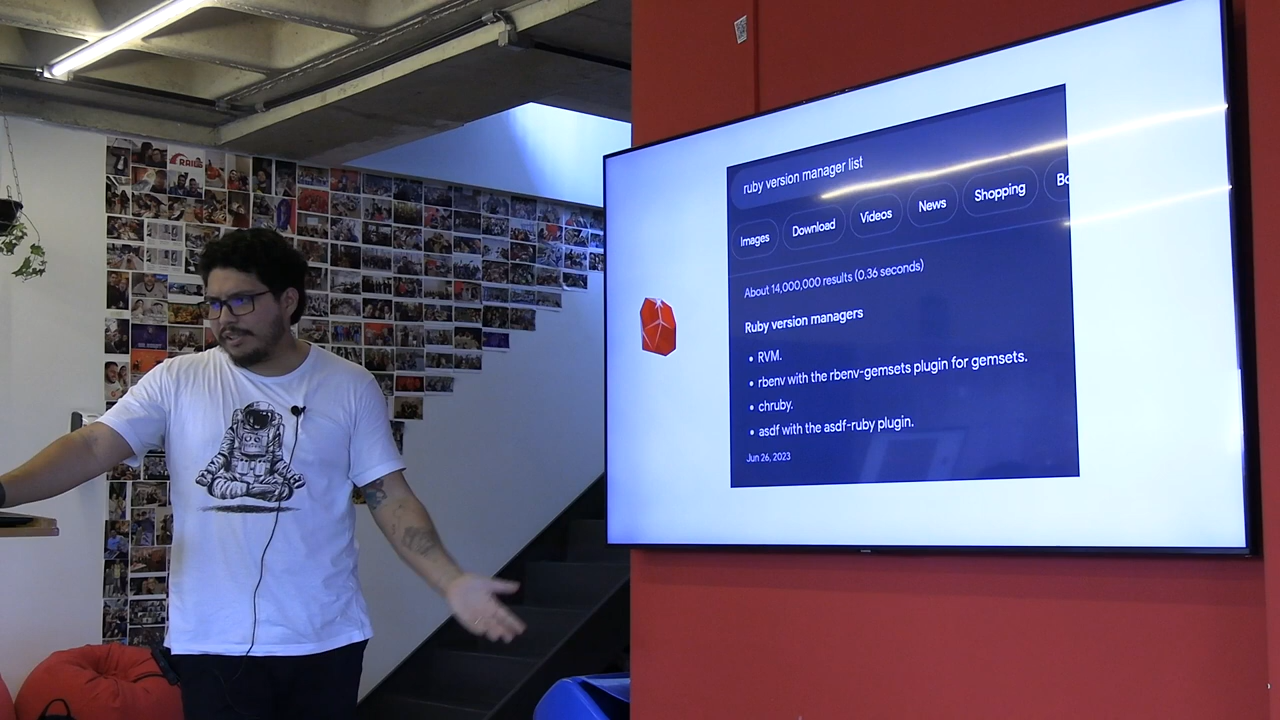 RAILS
ruby version manager list
Images
Download
Videos
News
Shopping
Bo
About 14,000,000 results (0.36 seconds)
Ruby version managers
• RVM.
• rbenv with the rbenv-gemsets plugin for gemsets.
• chruby.
• asdf with the asdf-ruby plugin.
Jun 26, 2023